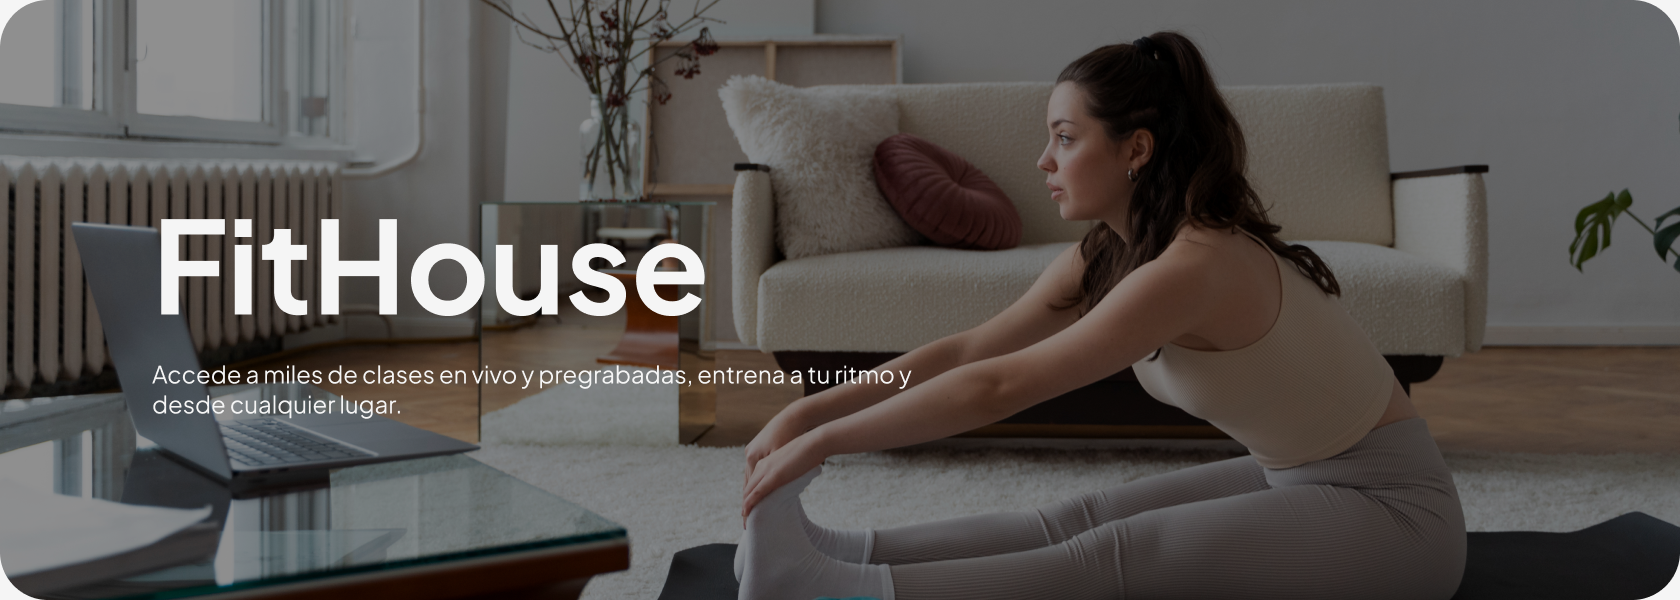 FitHouse
Accede a miles de clases en vivo y pregrabadas, entrena a tu ritmo y
desde cualquier lugar.